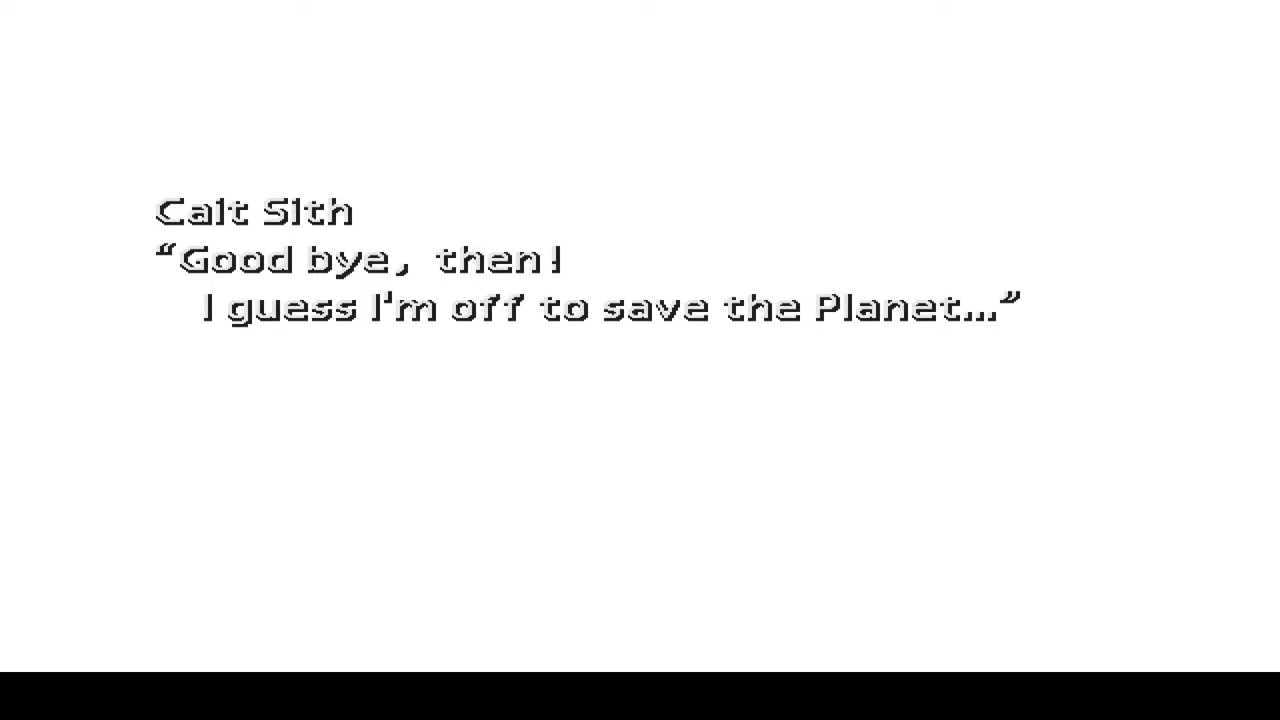 Cait Sith
“Good bye, then!
I guess I'm off to save the Planet...”